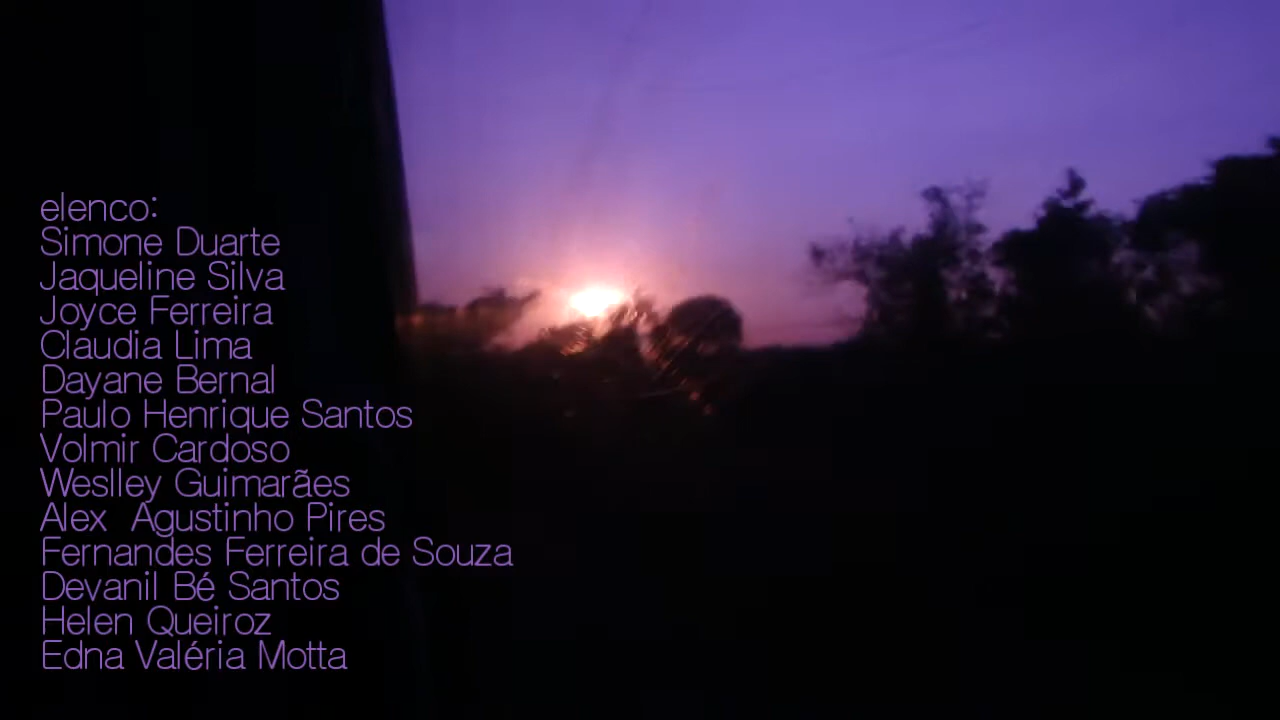 elenco:
Simone Duarte
Jaqueline Silva
Joyce Ferreira
Claudia Lima
Dayane Bernal
Paulo Henrique Santos
Volmir Cardoso
Weslley Guimarães
Alex  Agustinho Pires
Fernandes Ferreira de Souza
Devanil Bé Santos
Helen Queiroz
Edna Valéria Motta